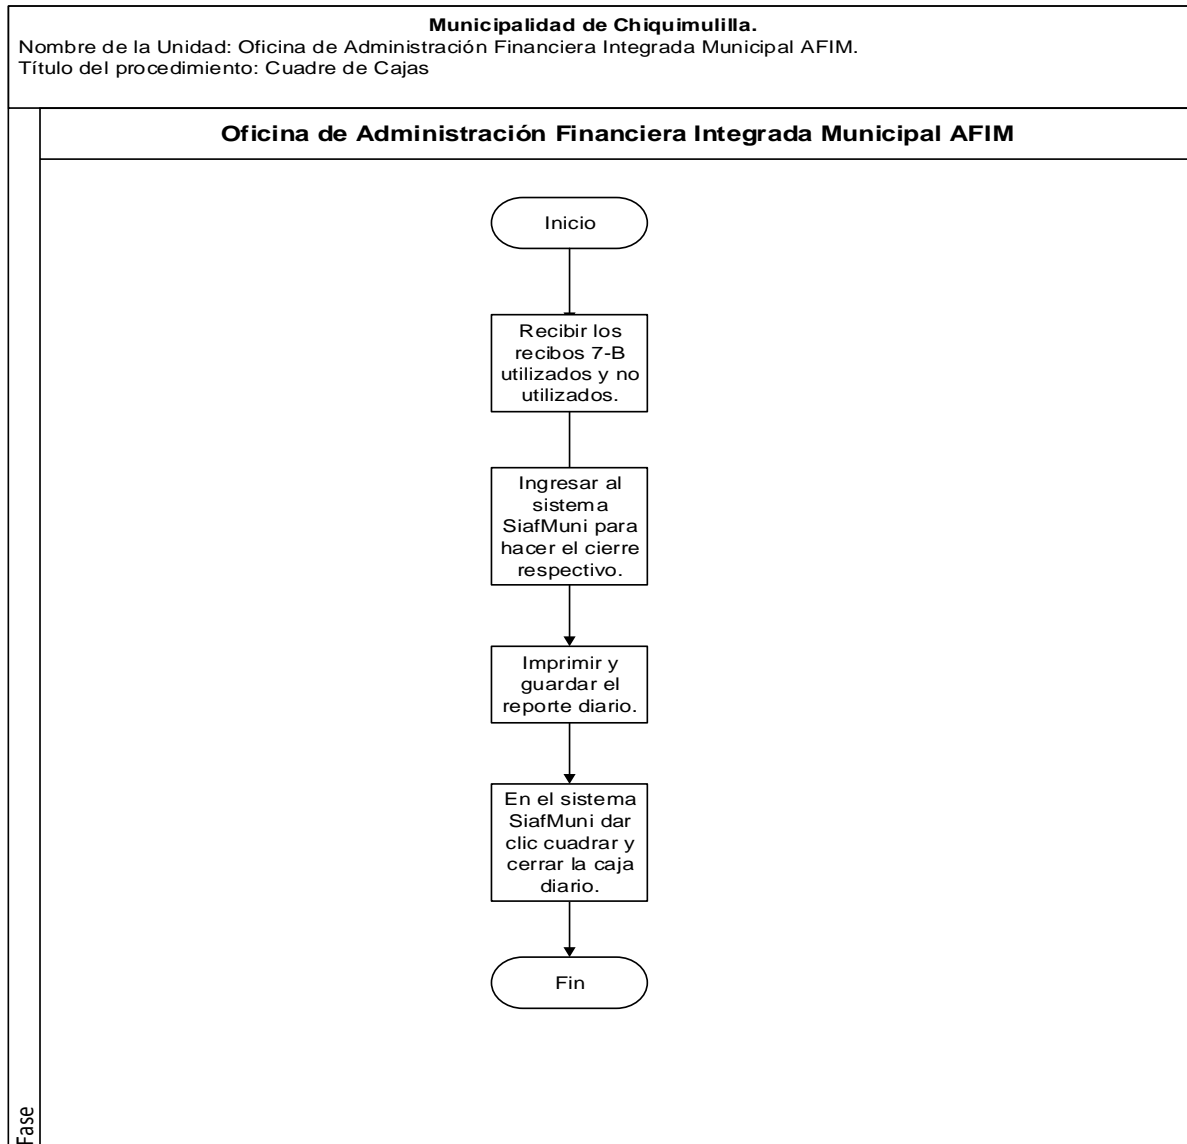 Municipalidad de Chiquimulilla.
Nombre de la Unidad: Oficina de Administración Financiera Integrada Municipal AFIM.
Título del procedimiento: Cuadre de Cajas
Oficina de Administración Financiera Integrada Municipal AFIM
Inicio
Recibir los
recibos 7-B
utilizados y no
utilizados.
Ingresar al
sistema
SiafMuni para
hacer el cierre
respectivo.
Imprimir y
guardar el
reporte diario.
En el sistema
SiafMuni dar
clic cuadrar y
cerrar la caja
diario.
Fin
Fase